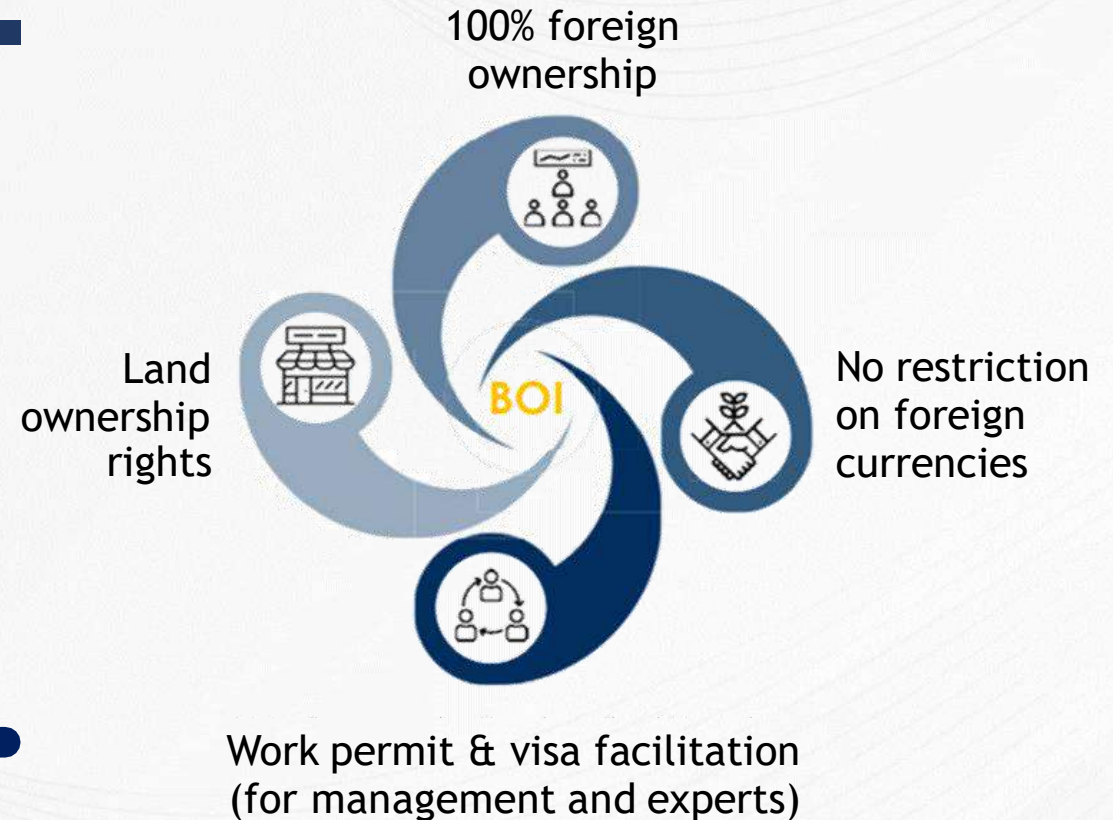 100% foreign
ownership
Land
ownership
rights
BOI
No restriction
on foreign
currencies
Work permit & visa facilitation
(for management and experts)